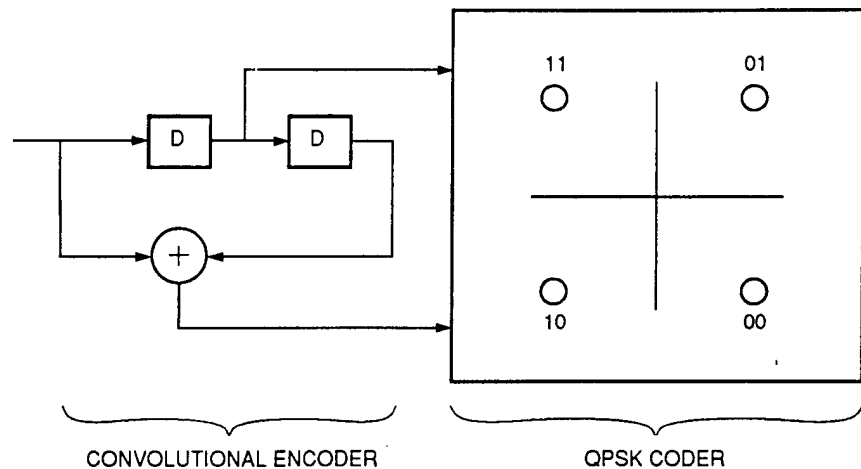 11 01
D D
+
10 00
CONVOLUTIONAL ENCODER QPSK CODER